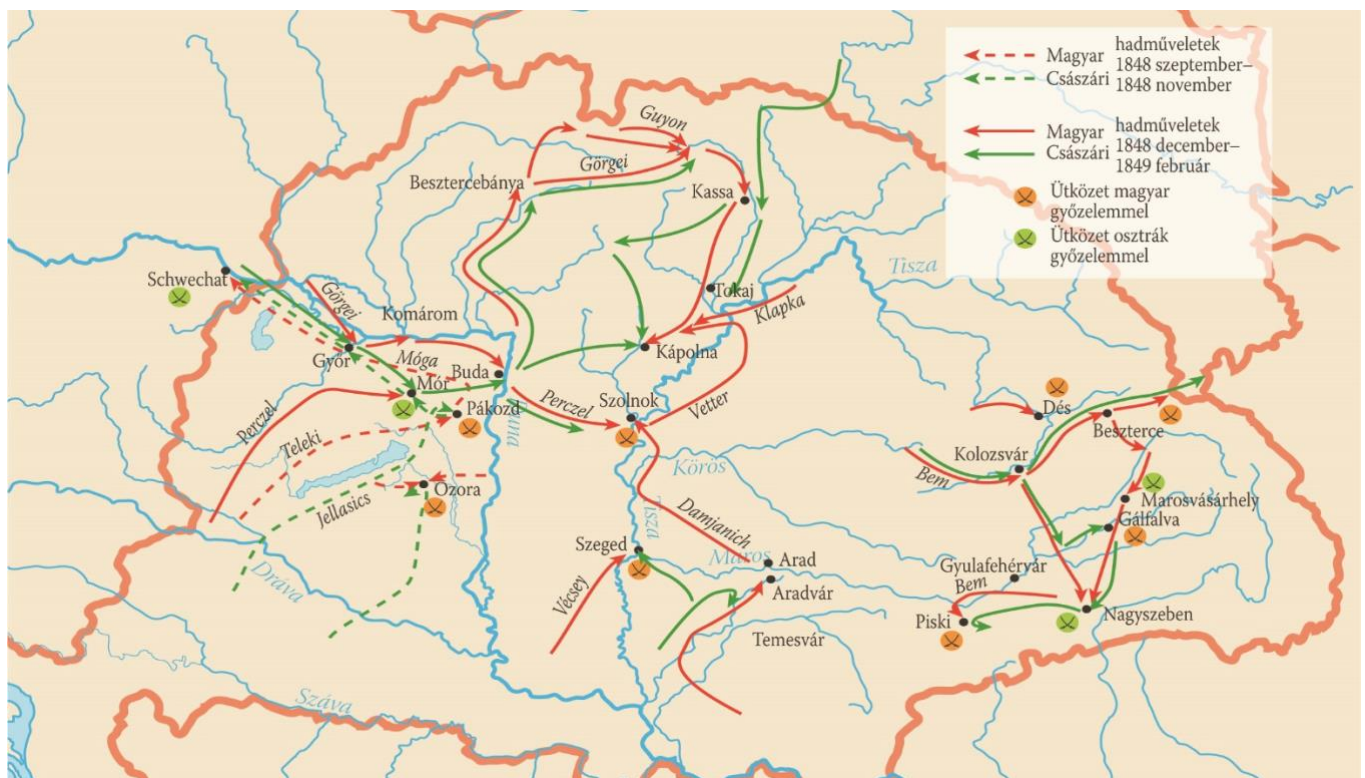 Magyar
Császári
hadműveletek
1848 szeptember–
1848 november
Magyar
Császári
hadműveletek
1848 december–
1849 február
Ütközet magyar
győzelemmel
Ütközet osztrák
győzelemmel
Guyon
Görgei
Besztercebánya
Kassa
Schwechat
Görgei
Komárom
Tokaj
Klapka
Tisza
Győr
Móga
Buda
Kápolna
Mór
Perczel
Pákozd
Duna
Perczel
Szolnok
Vetter
Teleki
Dés
Beszterce
Körös
Kolozsvár
Bem
Jellasics
Ozora
Marosvásárhely
Gálfalva
Damjanich
Tisza
Szeged
Maros
Arad
Aradvár
Gyulafehérvár
Bem
Dráva
Vécsey
Piski
Nagyszeben
Temesvár
Száva